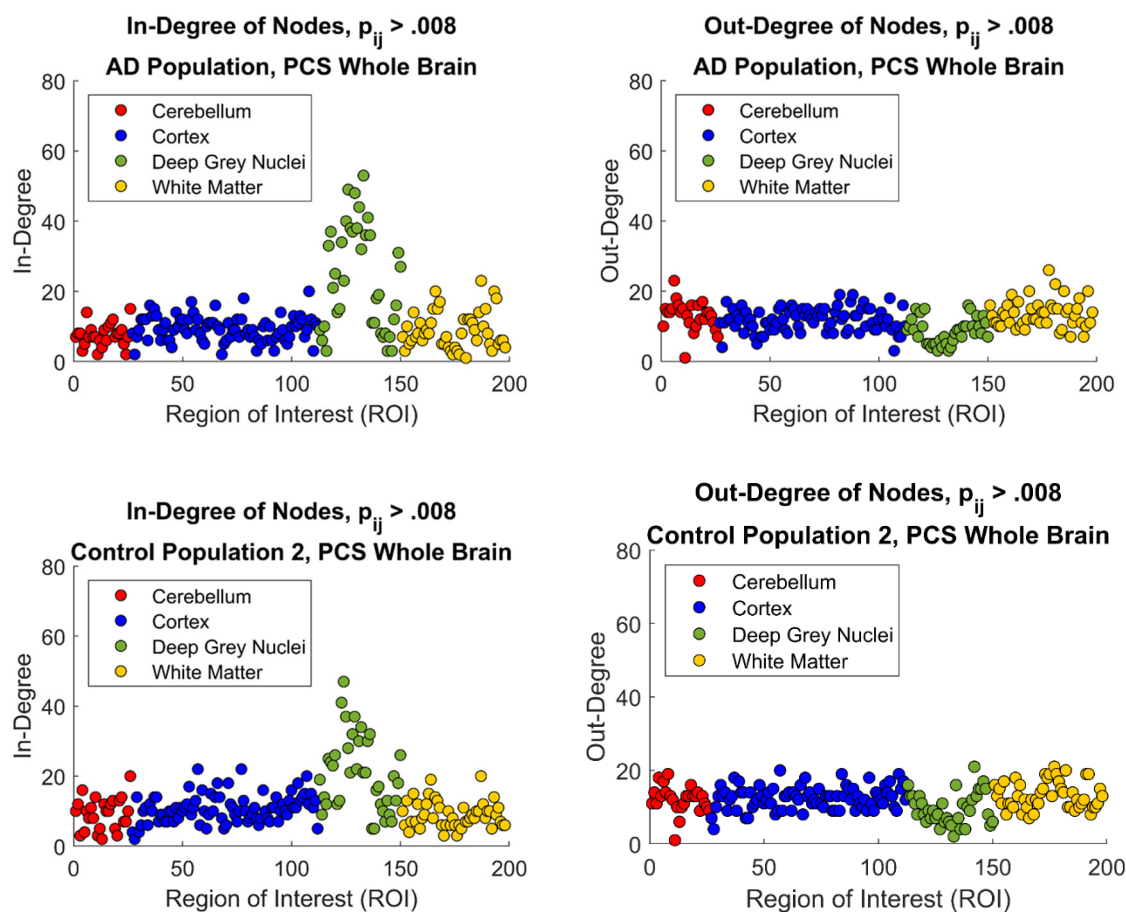 In-Degree of Nodes, p_ij > .008
AD Population, PCS Whole Brain
80
60
40
20
0
In-Degree
Cerebellum
Cortex
Deep Grey Nuclei
White Matter
0 50 100 150 200
Region of Interest (ROI)
Out-Degree of Nodes, p_ij > .008
AD Population, PCS Whole Brain
80
60
40
20
0
Out-Degree
Cerebellum
Cortex
Deep Grey Nuclei
White Matter
0 50 100 150 200
Region of Interest (ROI)
In-Degree of Nodes, p_ij > .008
Control Population 2, PCS Whole Brain
80
60
40
20
0
In-Degree
Cerebellum
Cortex
Deep Grey Nuclei
White Matter
0 50 100 150 200
Region of Interest (ROI)
Out-Degree of Nodes, p_ij > .008
Control Population 2, PCS Whole Brain
80
60
40
20
0
Out-Degree
Cerebellum
Cortex
Deep Grey Nuclei
White Matter
0 50 100 150 200
Region of Interest (ROI)